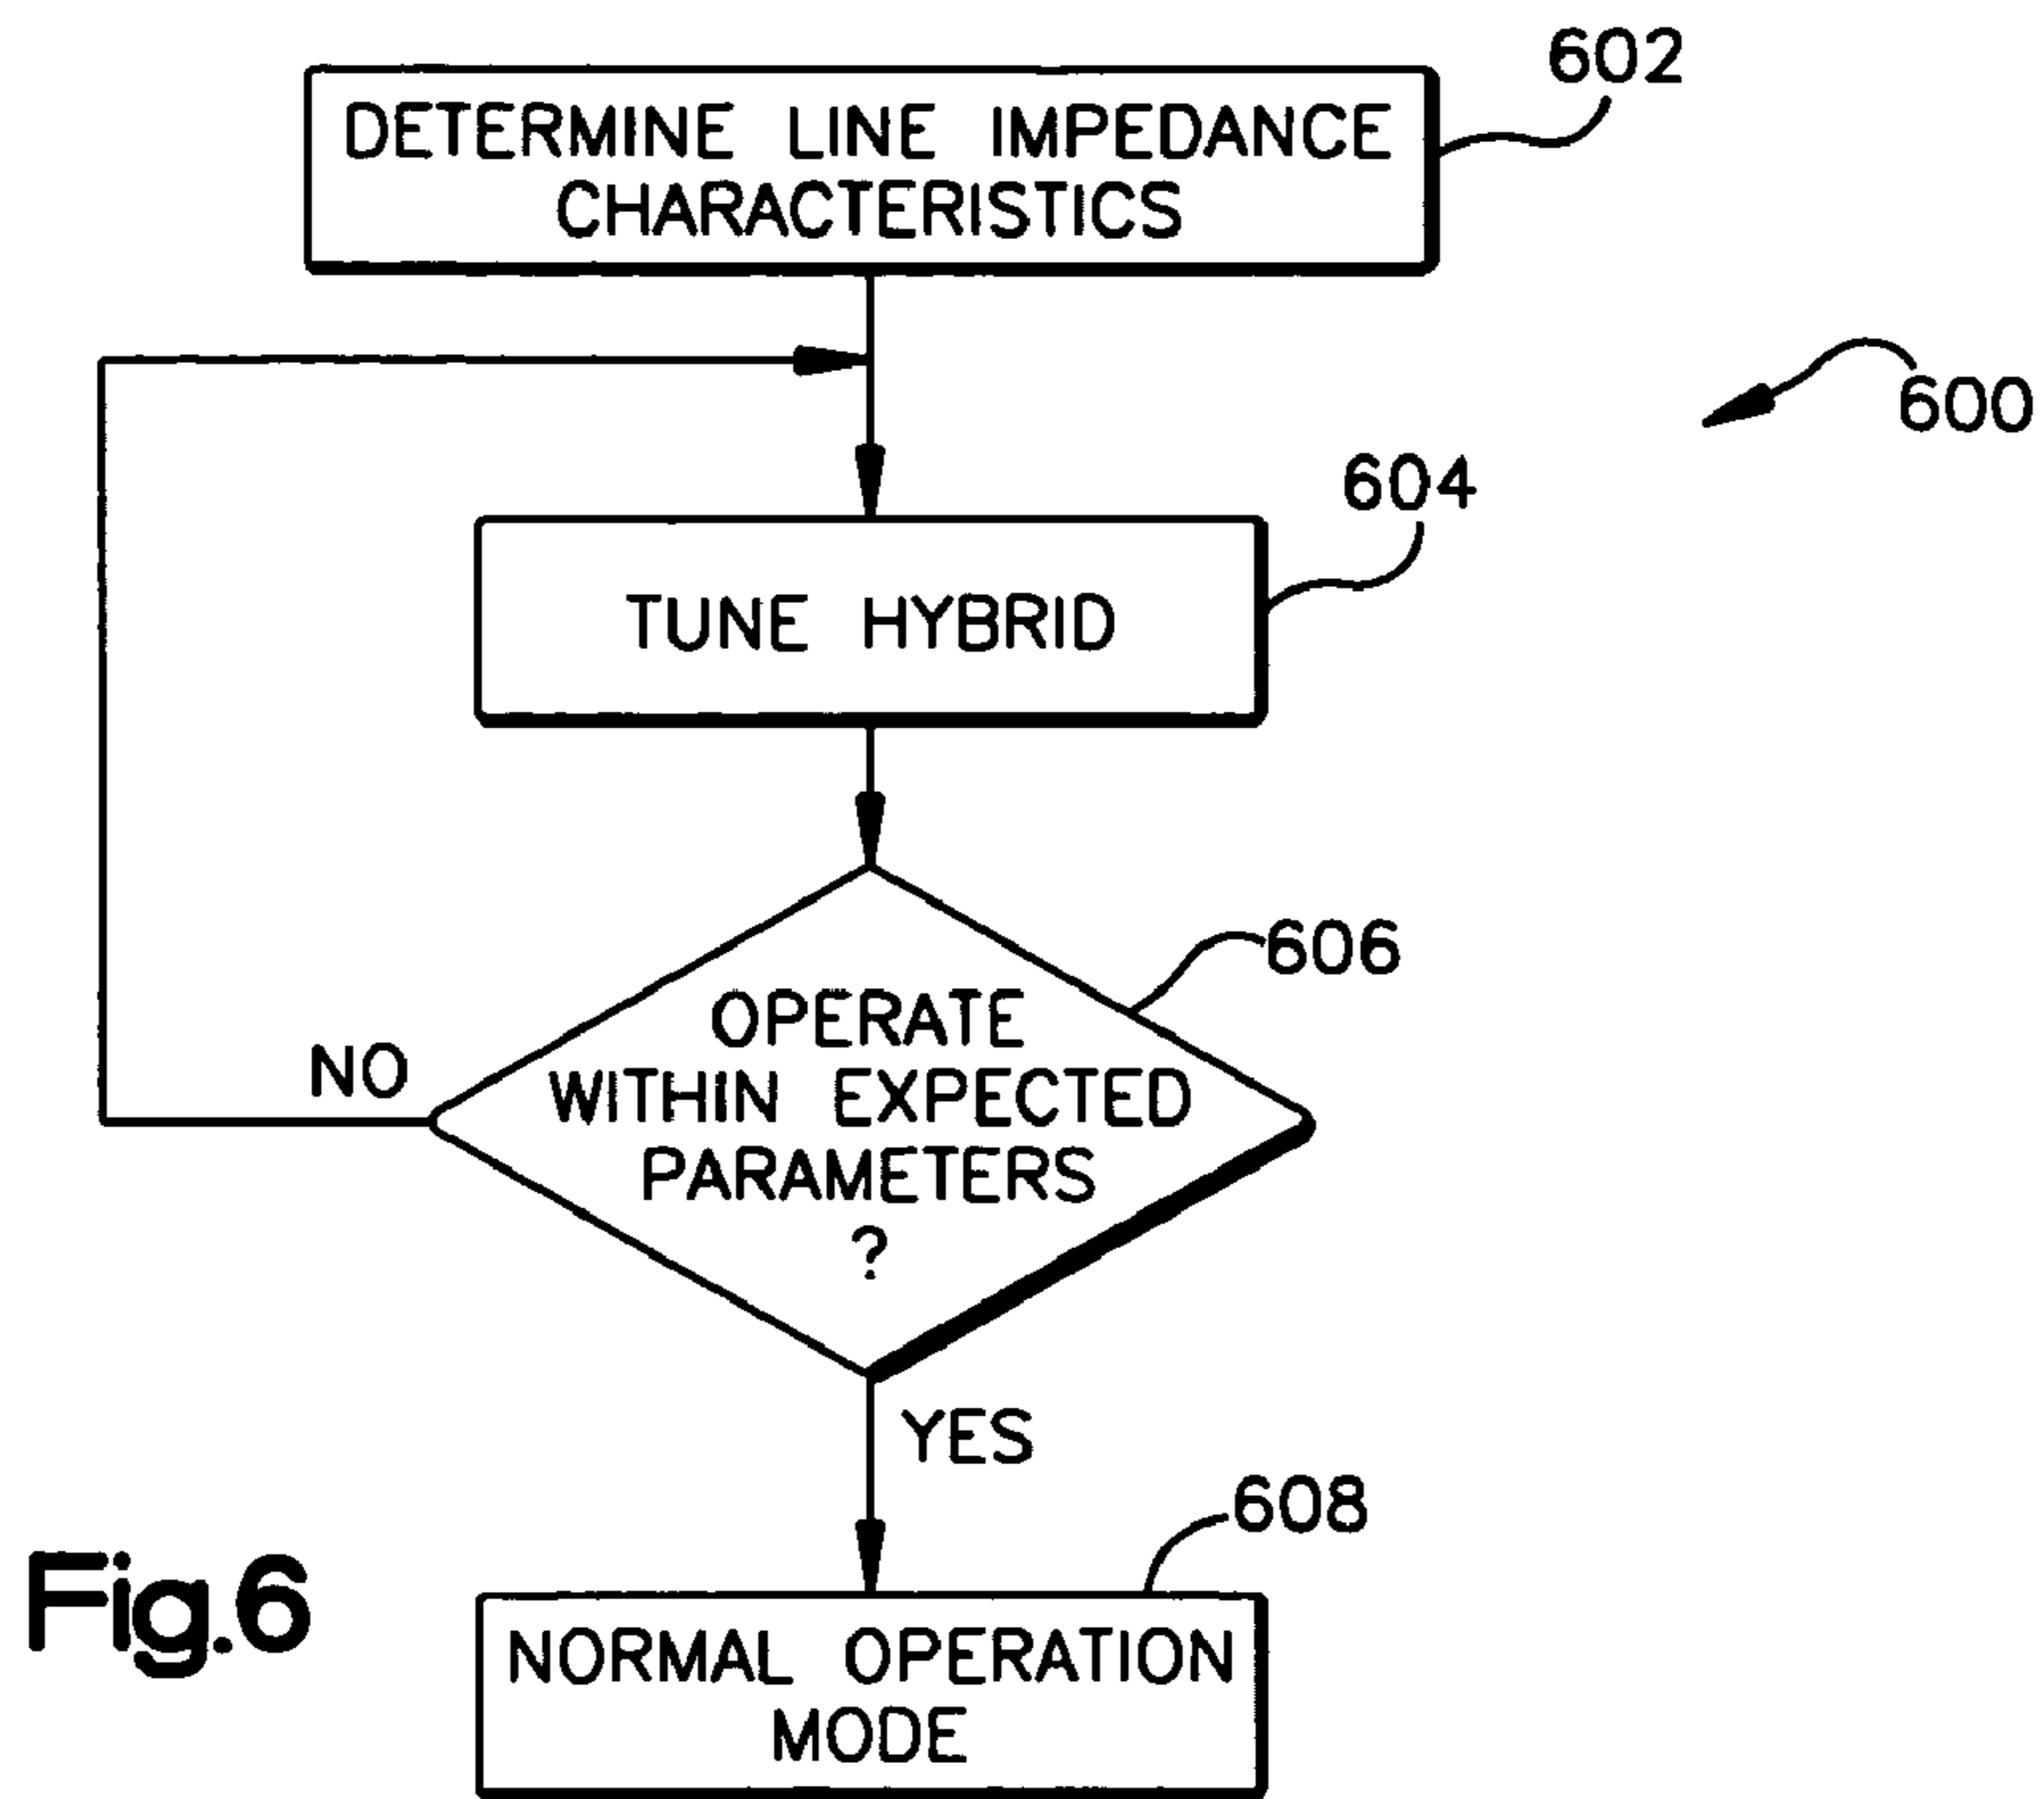 602
DETERMINE LINE IMPEDANCE
CHARACTERISTICS
600
604
TUNE HYBRID
606
OPERATE
WITHIN EXPECTED
PARAMETERS
?
NO
YES
608
NORMAL OPERATION
MODE
Fig.6